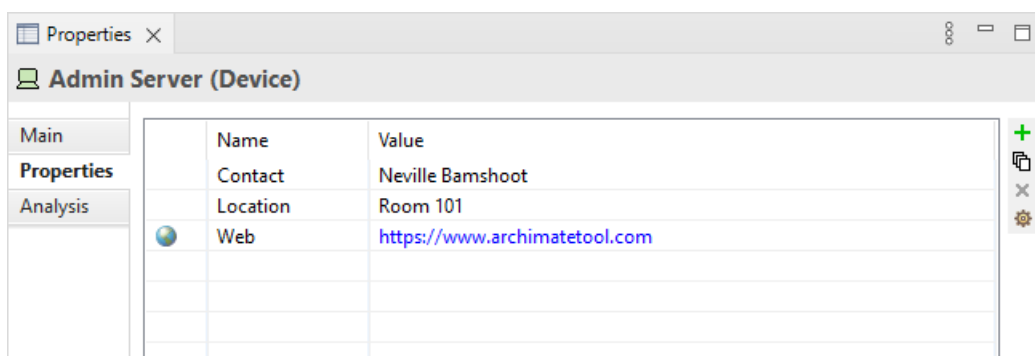 Properties
Admin Server (Device)
Main
Properties
Analysis
Name Value
Contact Neville Bamshoot
Location Room 101
Web https://www.archimatetool.com